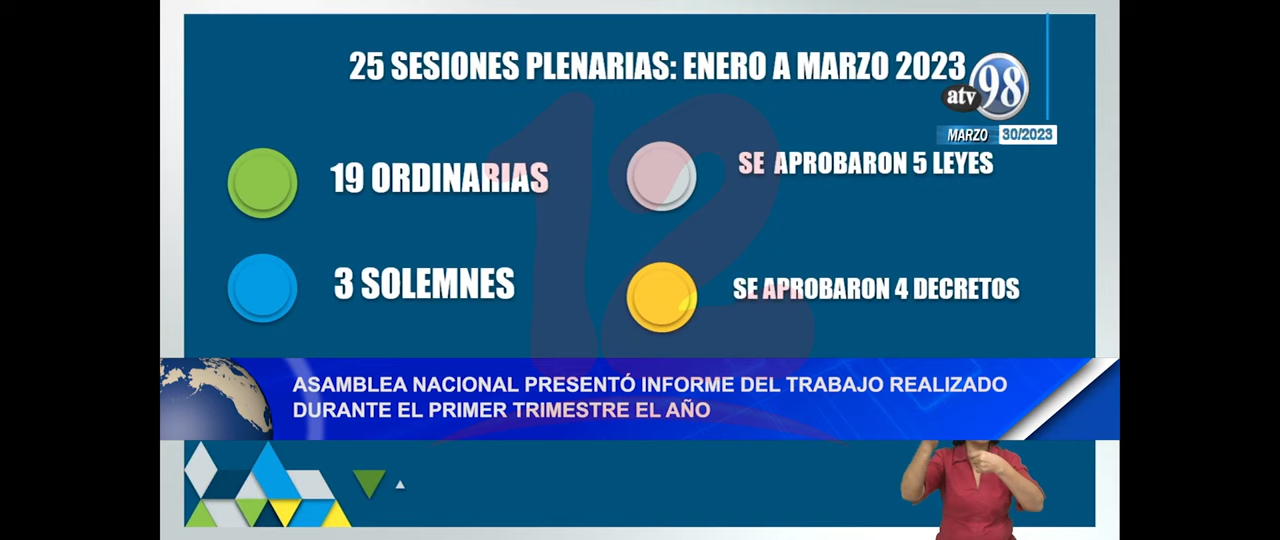 25 SESIONES PLENARIAS: ENERO A MARZO 2023
atv 98
MARZO 30/2023
19 ORDINARIAS
SE APROBARON 5 LEYES
3 SOLEMNES
SE APROBARON 4 DECRETOS
12
ASAMBLEA NACIONAL PRESENTÓ INFORME DEL TRABAJO REALIZADO
DURANTE EL PRIMER TRIMESTRE EL AÑO